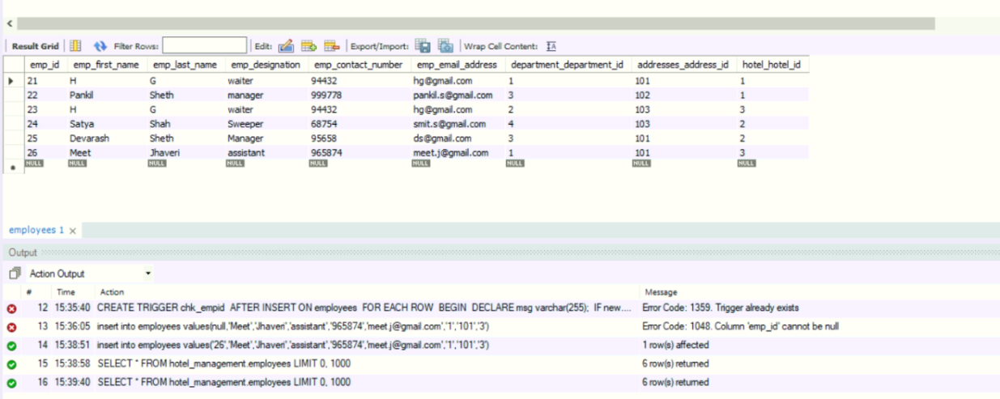 Result Grid Filter Rows: Edit: Export/Import: Wrap Cell Content: IA
emp_id emp_first_name emp_last_name emp_designation emp_contact_number emp_email_address department_department_id addresses_address_id hotel_hotel_id
21 H G waiter 94432 hg@gmail.com 1 101 1
22 Pankil Sheth manager 999778 pankil.s@gmail.com 3 102 1
23 H G waiter 94432 hg@gmail.com 2 103 3
24 Satya Shah Sweeper 68754 smit.s@gmail.com 4 103 2
25 Devarash Sheth Manager 95658 ds@gmail.com 3 101 2
26 Meet Jhaveri assistant 965874 meet.j@gmail.com 1 101 3
NULL NULL NULL NULL NULL NULL NULL NULL NULL
employees 1 ×
Output
Action Output
# Time Action Message
12 15:35:40 CREATE TRIGGER chk_empid AFTER INSERT ON employees FOR EACH ROW BEGIN DECLARE msg varchar(255); IF new.... Error Code: 1359. Trigger already exists
13 15:36:05 insert into employees values(null,'Meet','Jhaveri','assistant','965874','meet.j@gmail.com','1','101','3') Error Code: 1048. Column 'emp_id' cannot be null
14 15:38:51 insert into employees values('26','Meet','Jhaveri','assistant','965874','meet.j@gmail.com','1','101','3') 1 row(s) affected
15 15:38:58 SELECT * FROM hotel_management.employees LIMIT 0, 1000 6 row(s) returned
16 15:39:40 SELECT * FROM hotel_management.employees LIMIT 0, 1000 6 row(s) returned